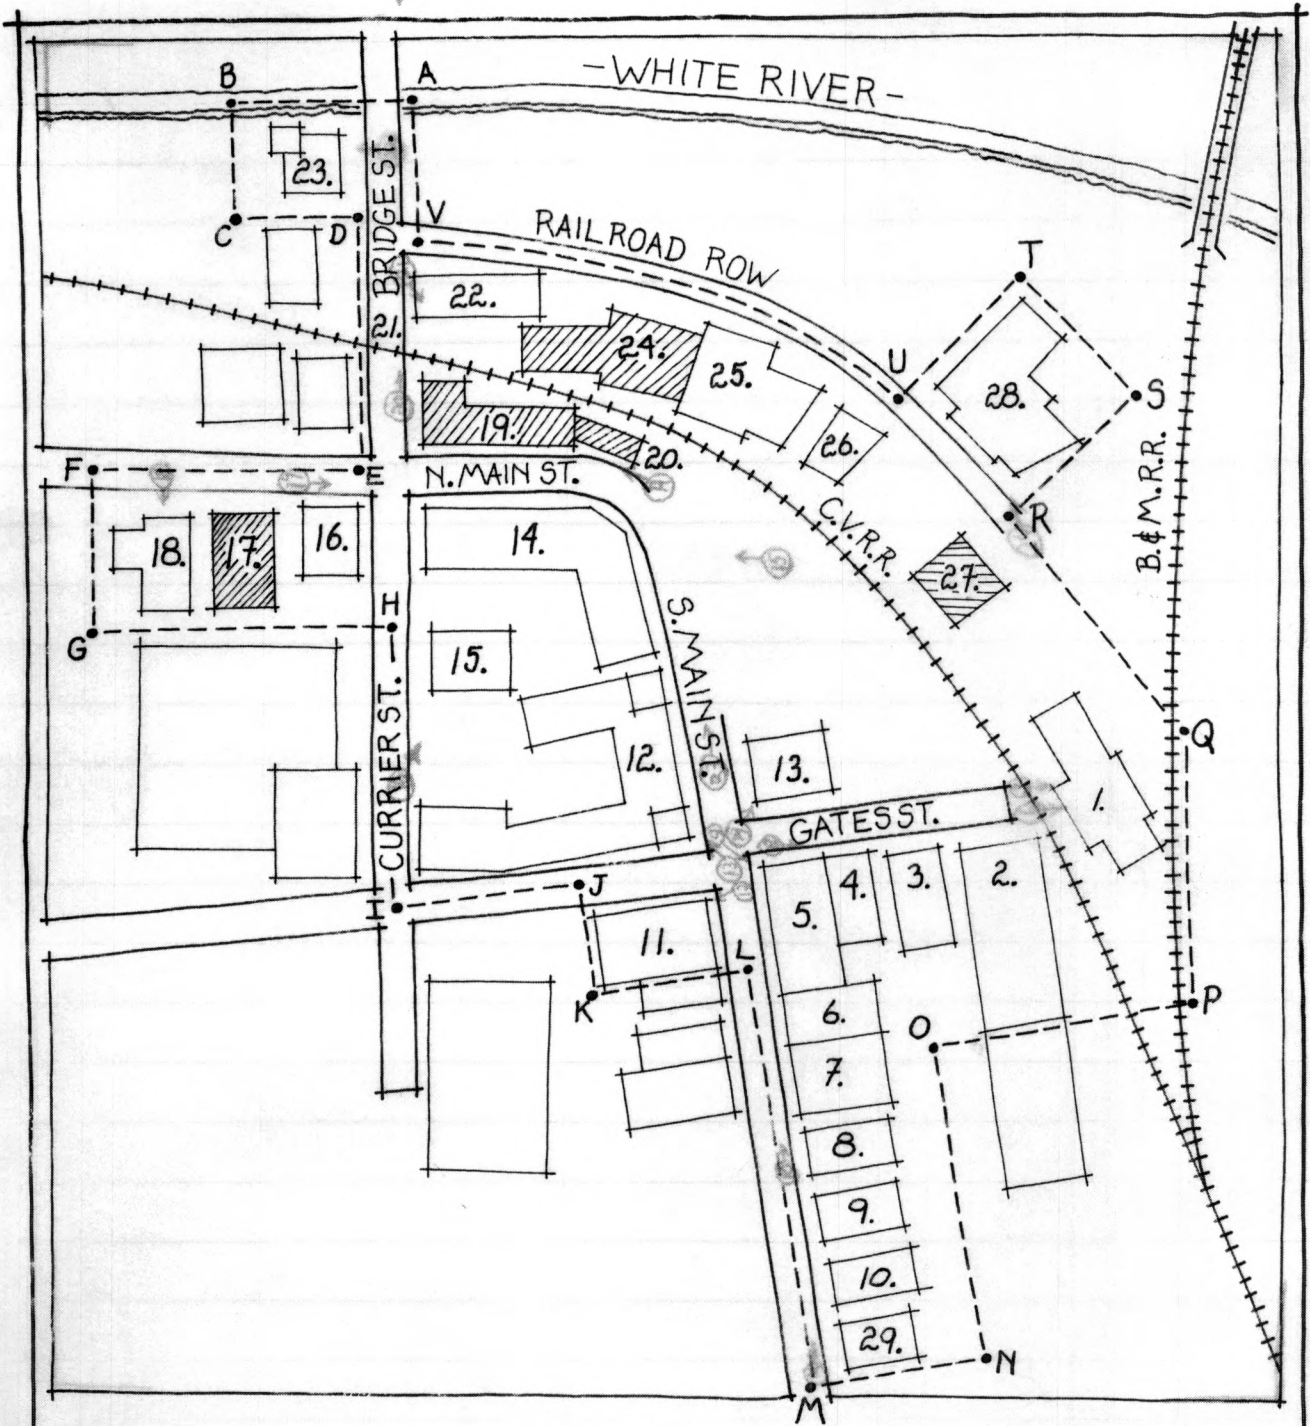 B
A
-WHITE RIVER-
23.
BRIDGE ST.
C
D
V
RAILROAD ROW
T
22.
21.
24.
25.
U
28.
S
19.
20.
26.
F
E
N. MAIN ST.
R
B. & M. R.R.
18.
17.
16.
14.
C.V.R.R.
27.
15
H
G
15.
S. MAIN ST.
Q
12.
13.
1.
CURRIER ST.
GATES ST.
J
I
4.
3.
2.
5.
11.
L
K
6.
O
P
7.
8.
9.
10.
29.
N
M